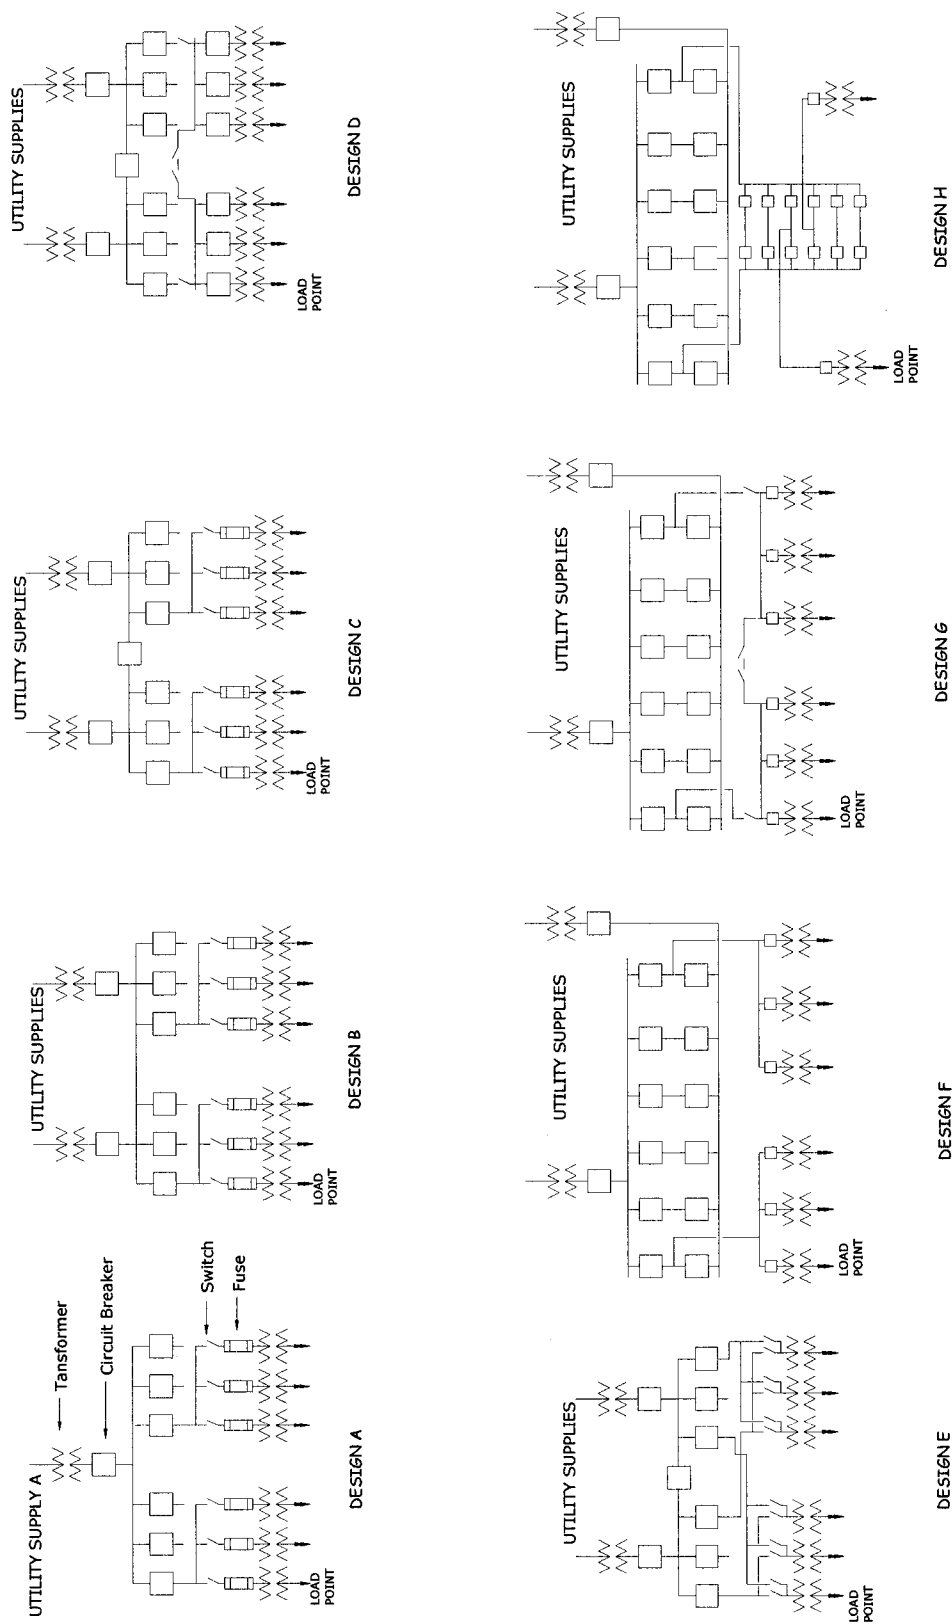 UTILITY SUPPLY A
Tansformer
Circuit Breaker
Switch
Fuse
LOAD
POINT
DESIGN A
UTILITY SUPPLIES
LOAD
POINT
DESIGN B
UTILITY SUPPLIES
LOAD
POINT
DESIGN C
UTILITY SUPPLIES
LOAD
POINT
DESIGN D
UTILITY SUPPLIES
LOAD
POINT
DESIGN E
UTILITY SUPPLIES
LOAD
POINT
DESIGN F
UTILITY SUPPLIES
LOAD
POINT
DESIGN G
UTILITY SUPPLIES
LOAD
POINT
DESIGN H